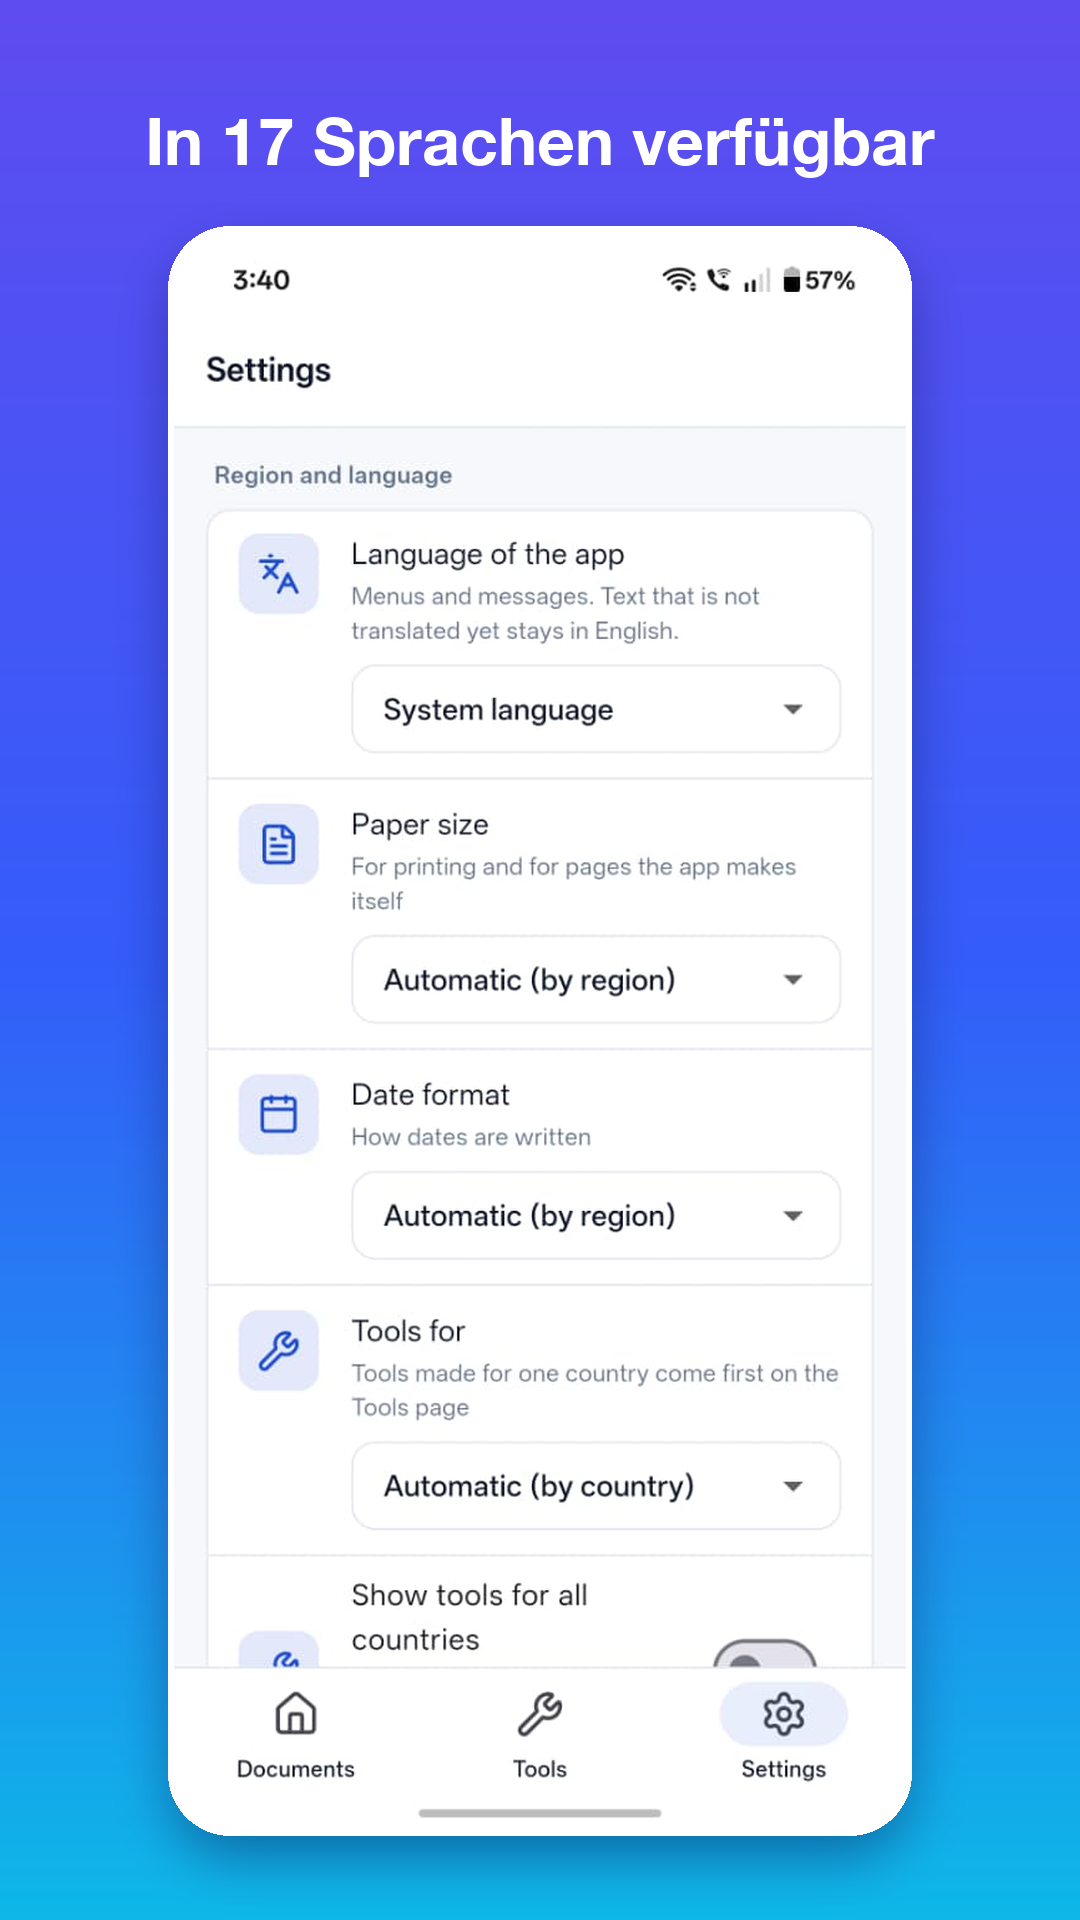 In 17 Sprachen verfügbar
3:40
57%
Settings
Region and language
Language of the app
Menus and messages. Text that is not
translated yet stays in English.
System language
Paper size
For printing and for pages the app makes
itself
Automatic (by region)
Date format
How dates are written
Automatic (by region)
Tools for
Tools made for one country come first on the
Tools page
Automatic (by country)
Show tools for all
countries
Documents
Tools
Settings